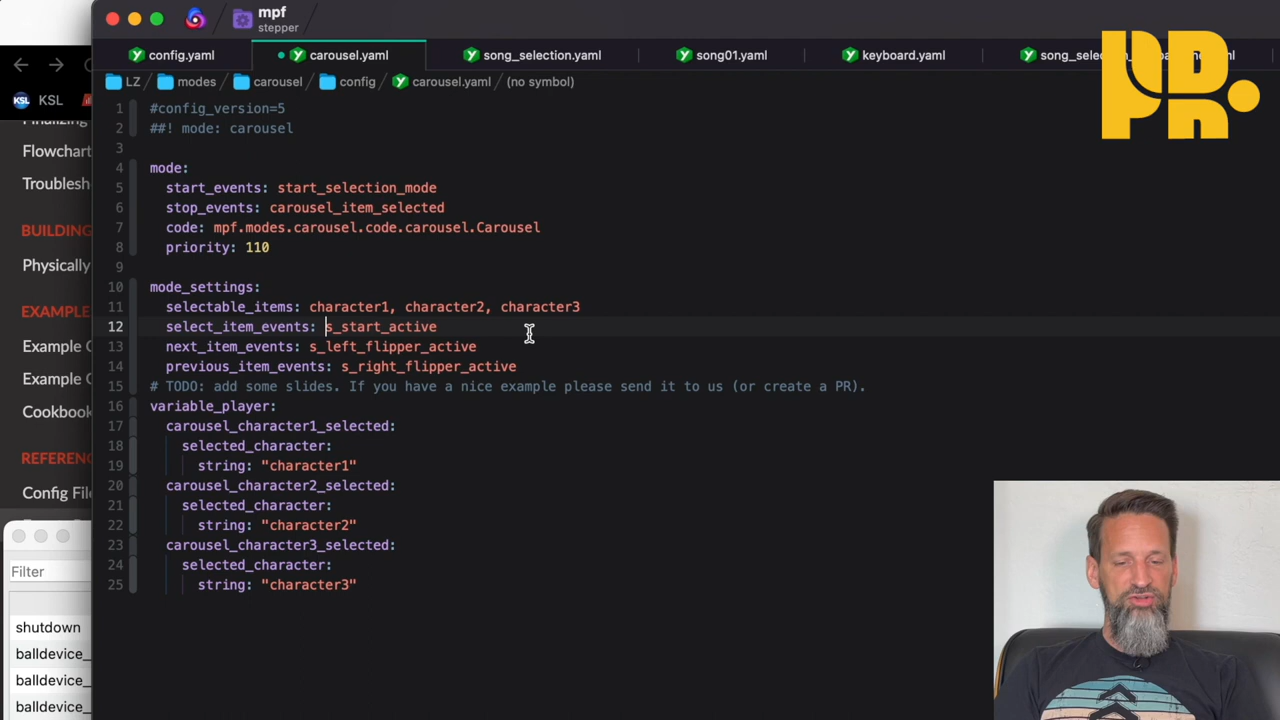 mpf
stepper
config.yaml
carousel.yaml
song_selection.yaml
song01.yaml
keyboard.yaml
LZ
modes
carousel
config
carousel.yaml
(no symbol)
KSL
KSL
Flowchart
Troublesh
BUILDING
Physically
EXAMPLE
Example C
Example C
Cookbook
REFEREN
Config File
Filter
shutdown
balldevice_
balldevice_
balldevice_
1 #config_version=5
2 ##! mode: carousel
3
4 mode:
5 start_events: start_selection_mode
6 stop_events: carousel_item_selected
7 code: mpf.modes.carousel.code.carousel.Carousel
8 priority: 110
9
10 mode_settings:
11 selectable_items: character1, character2, character3
12 select_item_events: s_start_active
13 next_item_events: s_left_flipper_active
14 previous_item_events: s_right_flipper_active
15 # TODO: add some slides. If you have a nice example please send it to us (or create a PR).
16 variable_player:
17 carousel_character1_selected:
18 selected_character:
19 string: "character1"
20 carousel_character2_selected:
21 selected_character:
22 string: "character2"
23 carousel_character3_selected:
24 selected_character:
25 string: "character3"